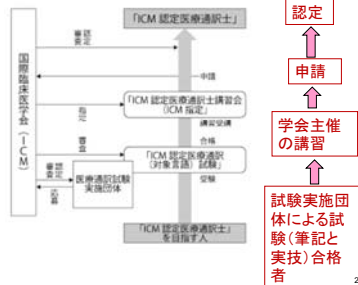 「ICM 認定医療通訳士」
審認
査定
申請
国際臨床医学会（ICM）
「ICM 認定医療通訳士講習会
（ICM 指定）
指定
講習受講
審査
合格
「ICM 認定医療通訳
（対象言語）試験」
審認
査定
医療通訳試験
実施団体
受験
応募
「ICM 認定医療通訳士」
を目指す人
認定
申請
学会主催
の講習
試験実施団
体による試
験（筆記と
実技）合格
者
2